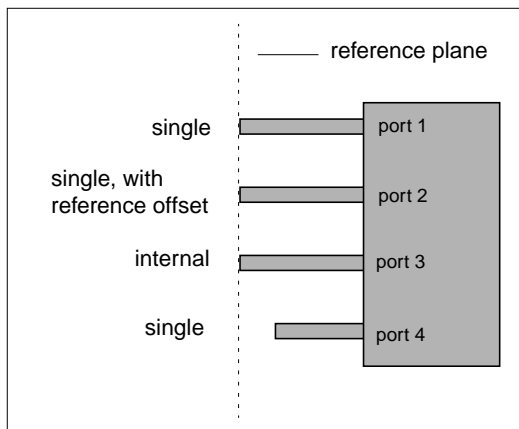 reference plane
single
port 1
single, with
reference offset
port 2
internal
port 3
single
port 4